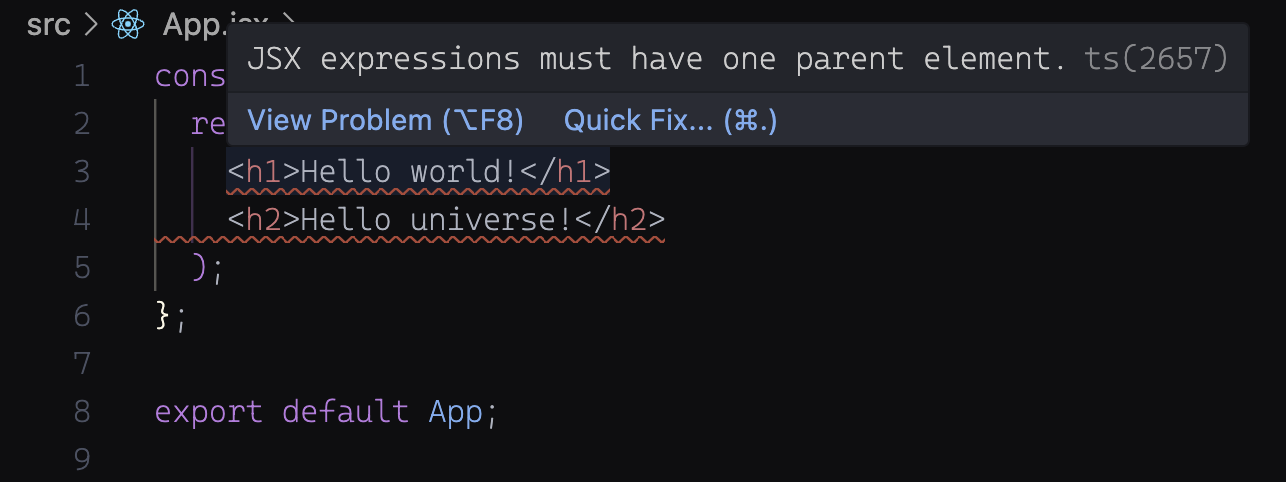 src > App.jsx >
JSX expressions must have one parent element. ts(2657)
View Problem (⌥F8) Quick Fix... (⌘.)
1 cons
2 re
3 <h1>Hello world!</h1>
4 <h2>Hello universe!</h2>
5 );
6 };
7
8 export default App;
9